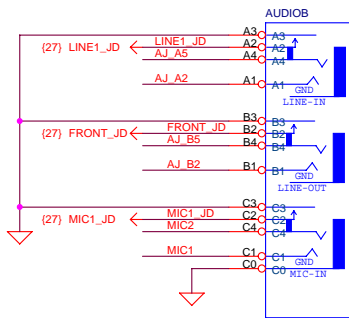 AUDIOB
A3 A3
{27} LINE1_JD LINE1_JD A2 A2
AJ_A5 A4 A4
AJ_A2 A1 A1
GND
LINE-IN
B3 B3
{27} FRONT_JD FRONT_JD B2 B2
AJ_B5 B4 B4
AJ_B2 B1 B1
GND
LINE-OUT
C3 C3
{27} MIC1_JD MIC1_JD C2 C2
MIC2 C4 C4
MIC1 C1 C1
GND
C0 C0
MIC-IN